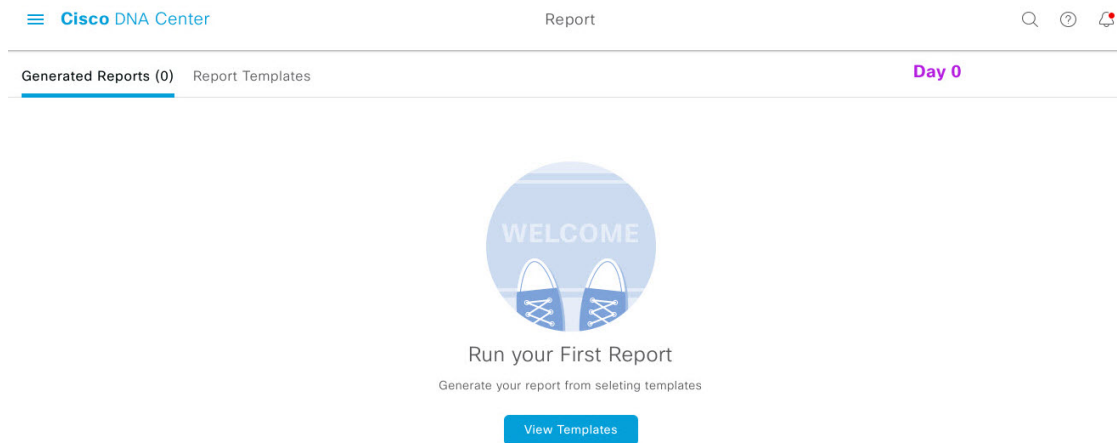 Cisco DNA Center Report
Generated Reports (0) Report Templates Day 0
WELCOME
Run your First Report
Generate your report from seleting templates
View Templates